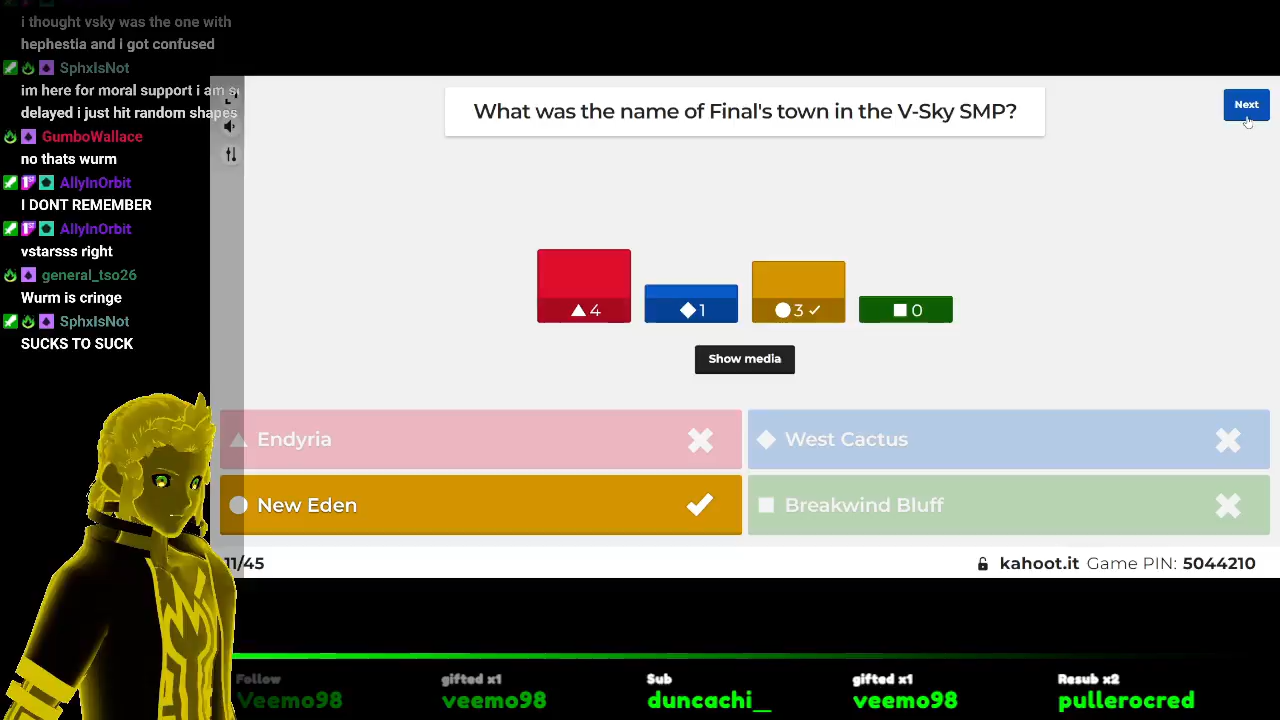 i thought vsky was the one with
hephestia and i got confused
SphxIsNot
im here for moral support i am so
delayed i just hit random shapes
GumboWallace
no thats wurm
AllyInOrbit
I DONT REMEMBER
AllyInOrbit
vstarsss right
general_tso26
Wurm is cringe
SphxIsNot
SUCKS TO SUCK
What was the name of Final's town in the V-Sky SMP?
Next
4
1
3
0
Show media
Endyria
West Cactus
New Eden
Breakwind Bluff
11/45
kahoot.it Game PIN: 5044210
Follow
Veemo98
gifted x1
veemo98
Sub
duncachi_
gifted x1
veemo98
Resub x2
pullerocred